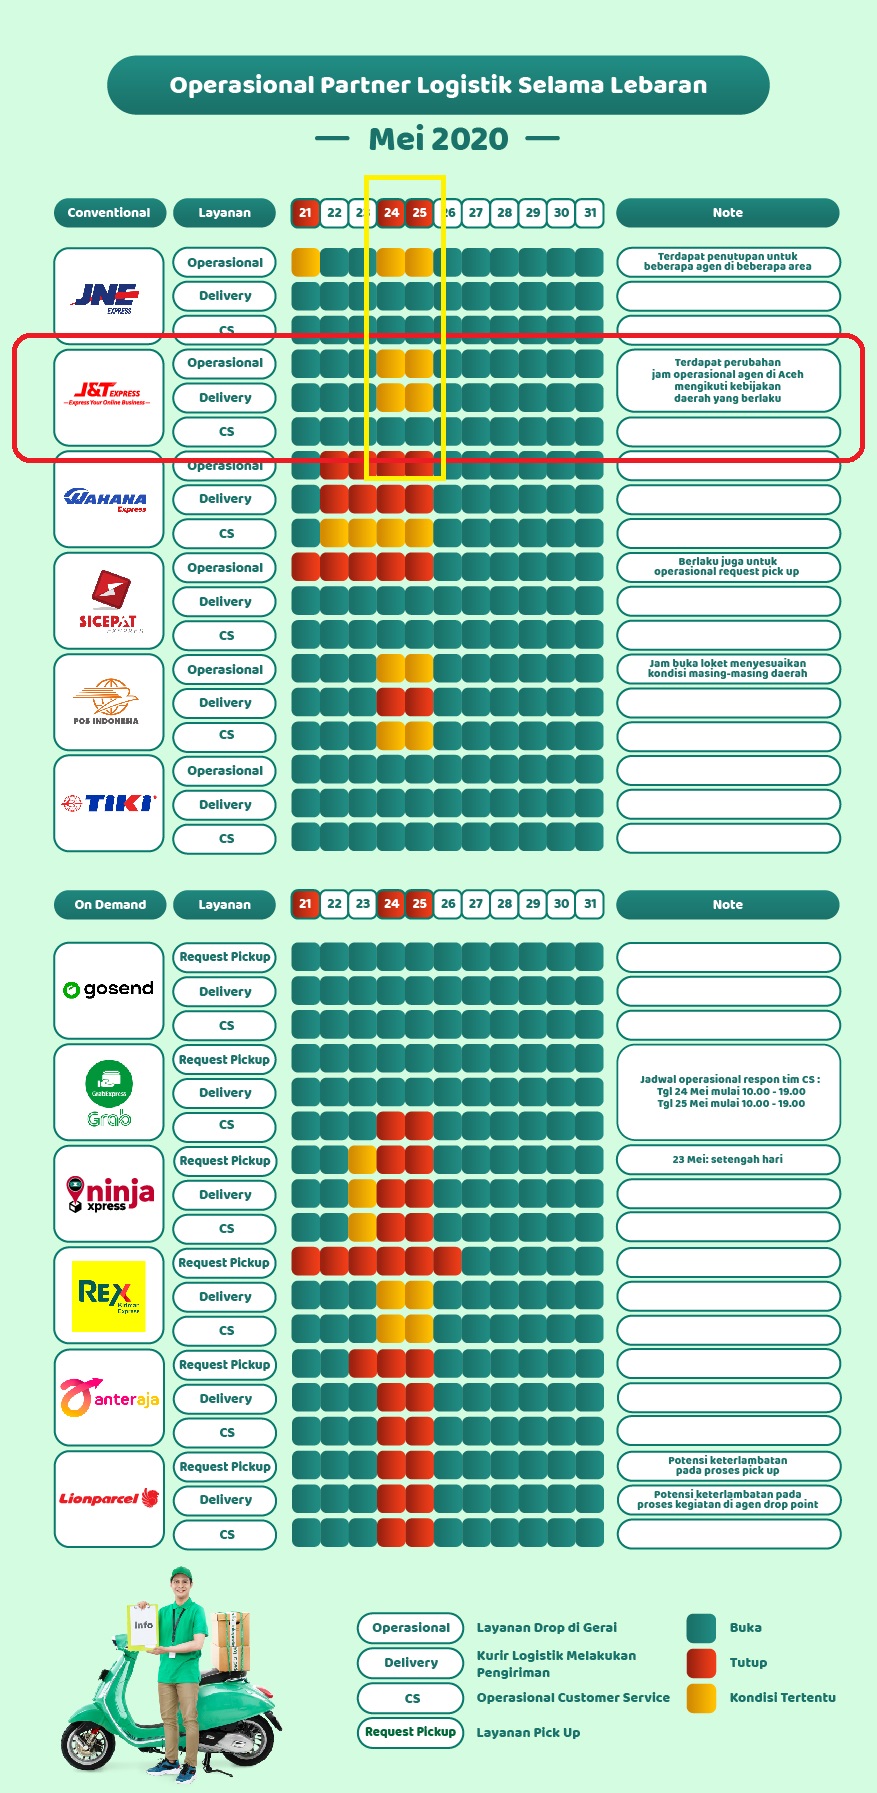 Operasional Partner Logistik Selama Lebaran
Mei 2020
Conventional Layanan 21 22 23 24 25 26 27 28 29 30 31 Note
JNE
EXPRESS
Operasional
Terdapat penutupan untuk
beberapa agen di beberapa area
Delivery
CS
J&T EXPRESS
Express Your Online Business
Operasional
Terdapat perubahan
jam operasional agen di Aceh
mengikuti kebijakan
daerah yang berlaku
Delivery
CS
WAHANA
Express
Operasional
Delivery
CS
SICEPAT
Operasional
Berlaku juga untuk
operasional request pick up
Delivery
CS
POS INDONESIA
Operasional
Jam buka loket menyesuaikan
kondisi masing-masing daerah
Delivery
CS
TIKI
Operasional
Delivery
CS
On Demand Layanan 21 22 23 24 25 26 27 28 29 30 31 Note
gosend
Request Pickup
Delivery
CS
GrabExpress
Grab
Request Pickup
Delivery
CS
Jadwal operasional respon tim CS :
Tgl 24 Mei mulai 10.00 - 19.00
Tgl 25 Mei mulai 10.00 - 19.00
ninja
xpress
Request Pickup
23 Mei: setengah hari
Delivery
CS
REX
Kiriman
Express
Request Pickup
Delivery
CS
anteraja
Request Pickup
Delivery
CS
Lionparcel
Request Pickup
Potensi keterlambatan
pada proses pick up
Delivery
Potensi keterlambatan pada
proses kegiatan di agen drop point
CS
Info
Operasional Layanan Drop di Gerai
Delivery Kurir Logistik Melakukan
Pengiriman
CS Operasional Customer Service
Request Pickup Layanan Pick Up
Buka
Tutup
Kondisi Tertentu